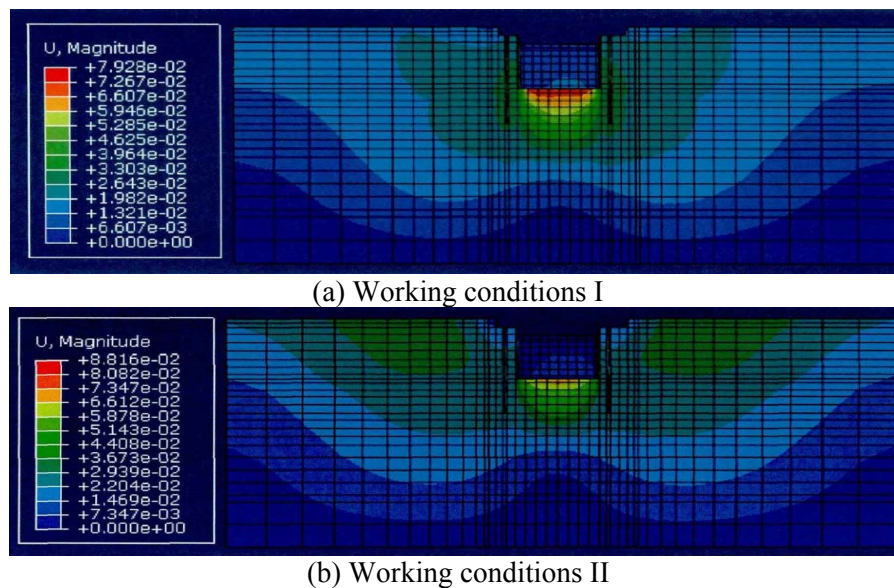 U, Magnitude
+7.928e-02
+7.267e-02
+6.607e-02
+5.946e-02
+5.285e-02
+4.625e-02
+3.964e-02
+3.303e-02
+2.643e-02
+1.982e-02
+1.321e-02
+6.607e-03
+0.000e+00
(a) Working conditions I
U, Magnitude
+8.816e-02
+8.082e-02
+7.347e-02
+6.612e-02
+5.878e-02
+5.143e-02
+4.408e-02
+3.673e-02
+2.939e-02
+2.204e-02
+1.469e-02
+7.347e-03
+0.000e+00
(b) Working conditions II